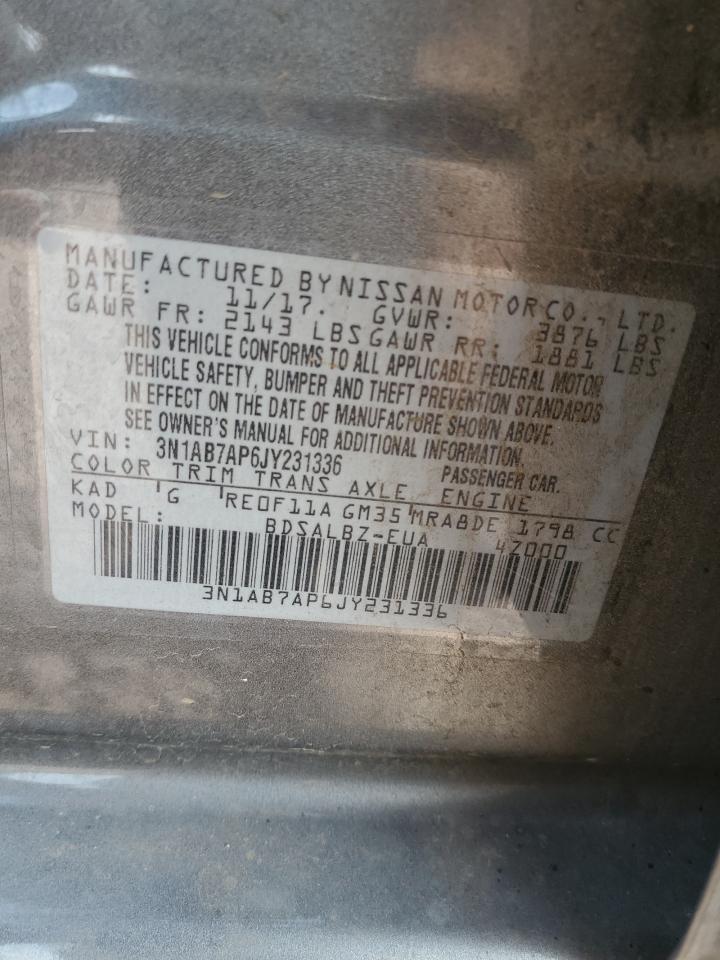 MANUFACTURED BY NISSAN MOTOR CO., LTD.
DATE: 11/17. GVWR: 3876 LBS
GAWR FR: 2143 LBS GAWR RR: 1881 LBS
THIS VEHICLE CONFORMS TO ALL APPLICABLE FEDERAL MOTOR
VEHICLE SAFETY, BUMPER AND THEFT PREVENTION STANDARDS
IN EFFECT ON THE DATE OF MANUFACTURE SHOWN ABOVE.
SEE OWNER'S MANUAL FOR ADDITIONAL INFORMATION.
VIN: 3N1AB7AP6JY231336 PASSENGER CAR.
COLOR TRIM TRANS AXLE ENGINE
KAD G RE0F11A GM35 MRA8DE 1798 CC
MODEL: BDSALBZ-EUA 4Z000
3N1AB7AP6JY231336